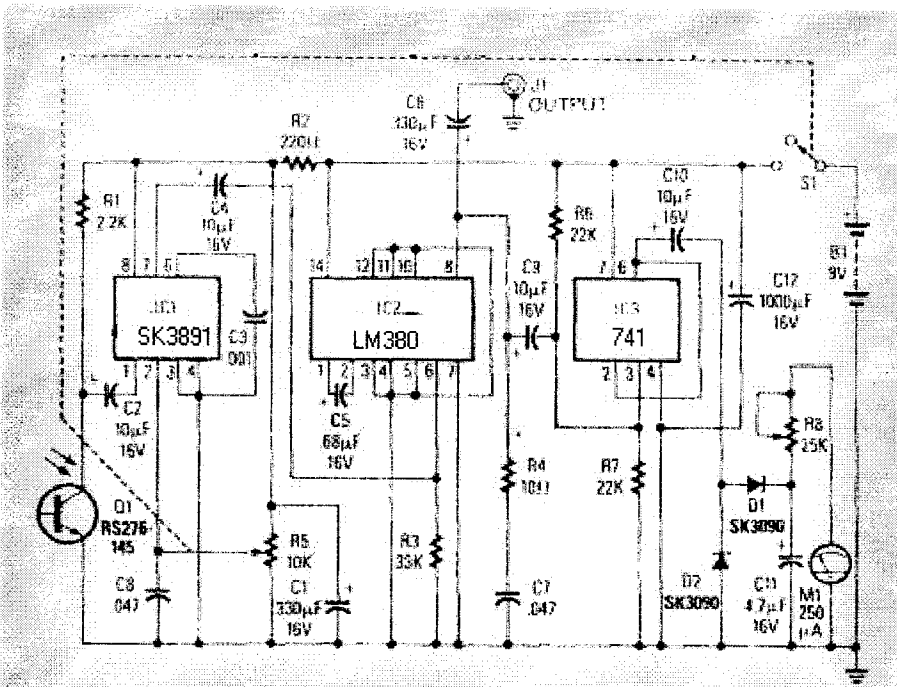 J1
OUTPUT
C6
330µF
16V
R2
220Ω
S1
R1
2.2K
C4
10µF
16V
R6
22K
C10
10µF
16V
B1
9V
8 7 6
14 12 11 10 8
7 6
C9
10µF
16V
C12
1000µF
16V
IC1
SK3891
C3
.001
IC2
LM380
IC3
741
1 2 3 4
1 2 3 4 5 6 7
2 3 4
C2
10µF
16V
C5
68µF
16V
R8
25K
R4
10Ω
R7
22K
D1
SK3090
Q1
RS276-
145
R5
10K
R3
33K
C8
.047
C1
330µF
16V
C7
.047
D2
SK3090
C11
4.7µF
16V
M1
250
µA